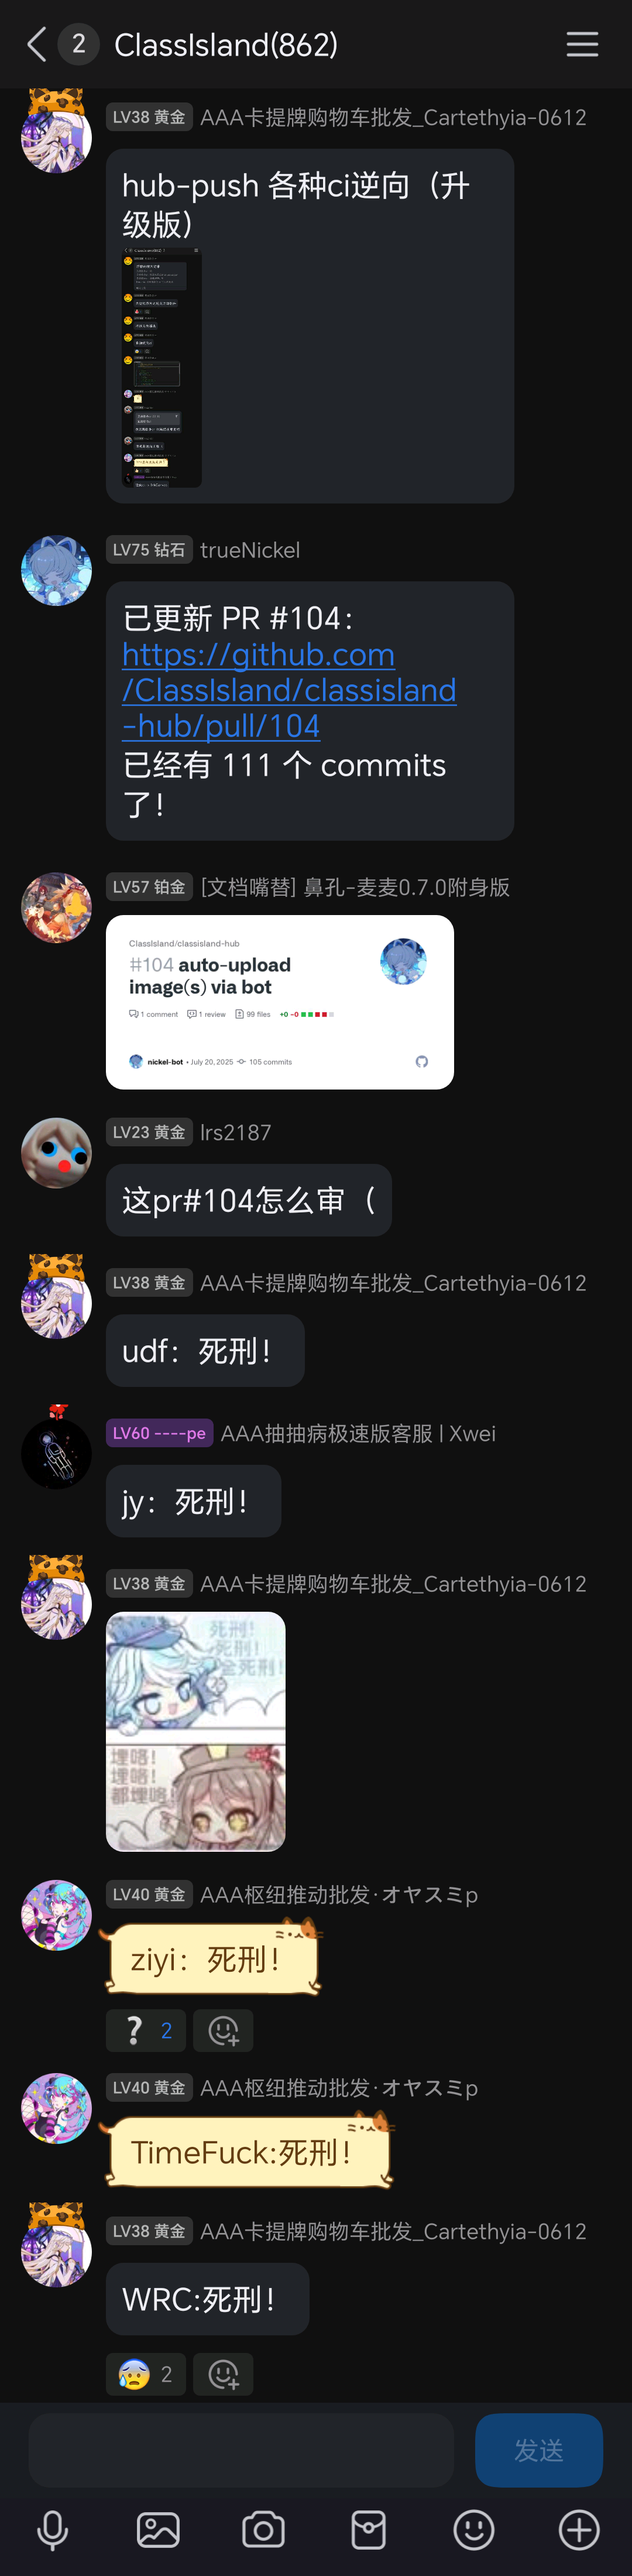 2
ClassIsland(862)
LV38 黄金 AAA卡提牌购物车批发_Cartethyia-0612
hub-push 各种ci逆向（升
级版）
LV75 钻石 trueNickel
已更新 PR #104：
https://github.com
/ClassIsland/classisland
-hub/pull/104
已经有 111 个 commits
了！
LV57 铂金 [文档嘴替] 鼻孔-麦麦0.7.0附身版
ClassIsland/classisland-hub
#104 auto-upload
image(s) via bot
1 comment 1 review 99 files +0 -0
nickel-bot • July 20, 2025 105 commits
LV23 黄金 lrs2187
这pr#104怎么审（
LV38 黄金 AAA卡提牌购物车批发_Cartethyia-0612
udf：死刑！
LV60 ----pe AAA抽抽病极速版客服 | Xwei
jy：死刑！
LV38 黄金 AAA卡提牌购物车批发_Cartethyia-0612
死刑！
死刑！
全死刑！
埋咯！
埋咯！
都埋咯！
LV40 黄金 AAA枢纽推动批发·オヤスミp
ziyi：死刑！
? 2
LV40 黄金 AAA枢纽推动批发·オヤスミp
TimeFuck:死刑！
LV38 黄金 AAA卡提牌购物车批发_Cartethyia-0612
WRC:死刑！
2
发送